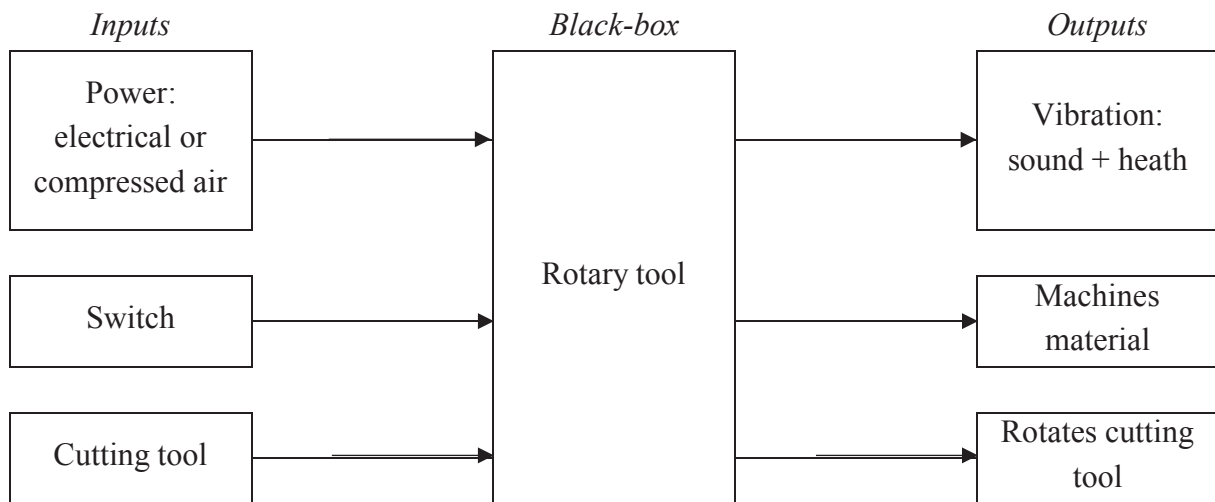 Inputs
Black-box
Outputs
Power:
electrical or
compressed air
Switch
Cutting tool
Rotary tool
Vibration:
sound + heath
Machines
material
Rotates cutting
tool